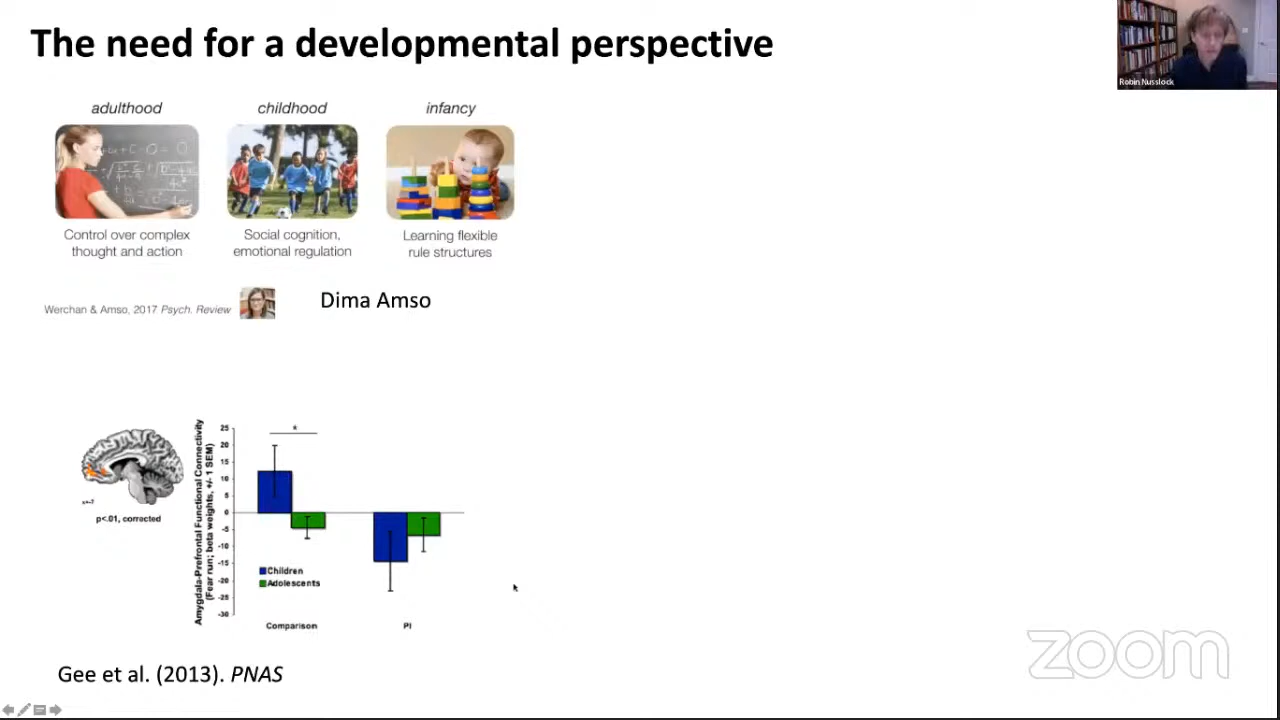 The need for a developmental perspective
Robin Nusslock
adulthood
childhood
infancy
Control over complex
thought and action
Social cognition,
emotional regulation
Learning flexible
rule structures
Werchan & Amso, 2017 Psych. Review
Dima Amso
p<.01, corrected
Amygdala-Prefrontal Functional Connectivity
(Fear run; beta weights, +/- 1 SEM)
25
20
15
10
5
0
-5
-10
-15
-20
-25
-30
*
Children
Adolescents
Comparison
PI
Gee et al. (2013). PNAS
zoom